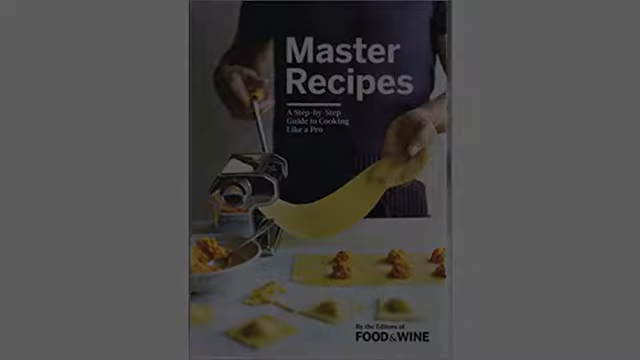 Master
Recipes
A Step-by-Step
Guide to Cooking
Like a Pro
By the Editors of
FOOD&WINE